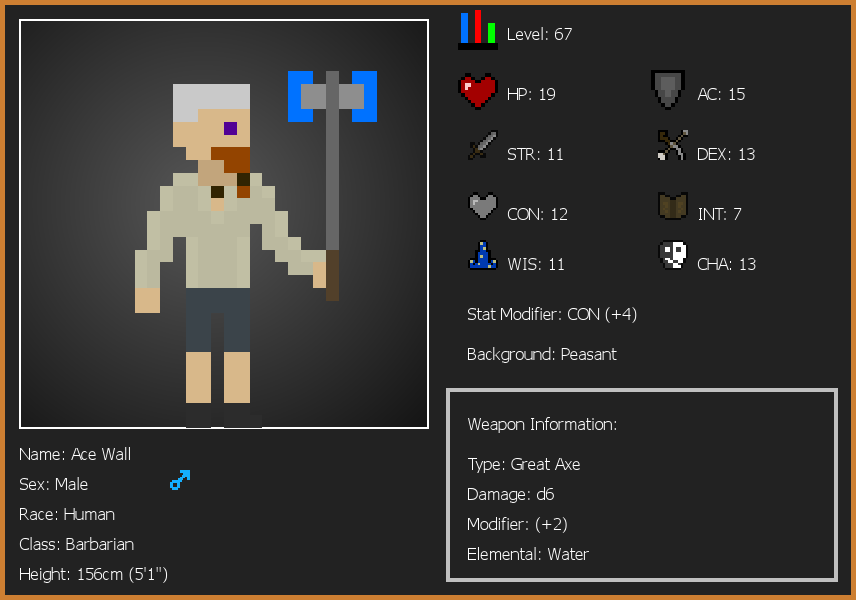 Level: 67
HP: 19
AC: 15
STR: 11
DEX: 13
CON: 12
INT: 7
WIS: 11
CHA: 13
Stat Modifier: CON (+4)
Background: Peasant
Weapon Information:
Type: Great Axe
Damage: d6
Modifier: (+2)
Elemental: Water
Name: Ace Wall
Sex: Male
Race: Human
Class: Barbarian
Height: 156cm (5'1")